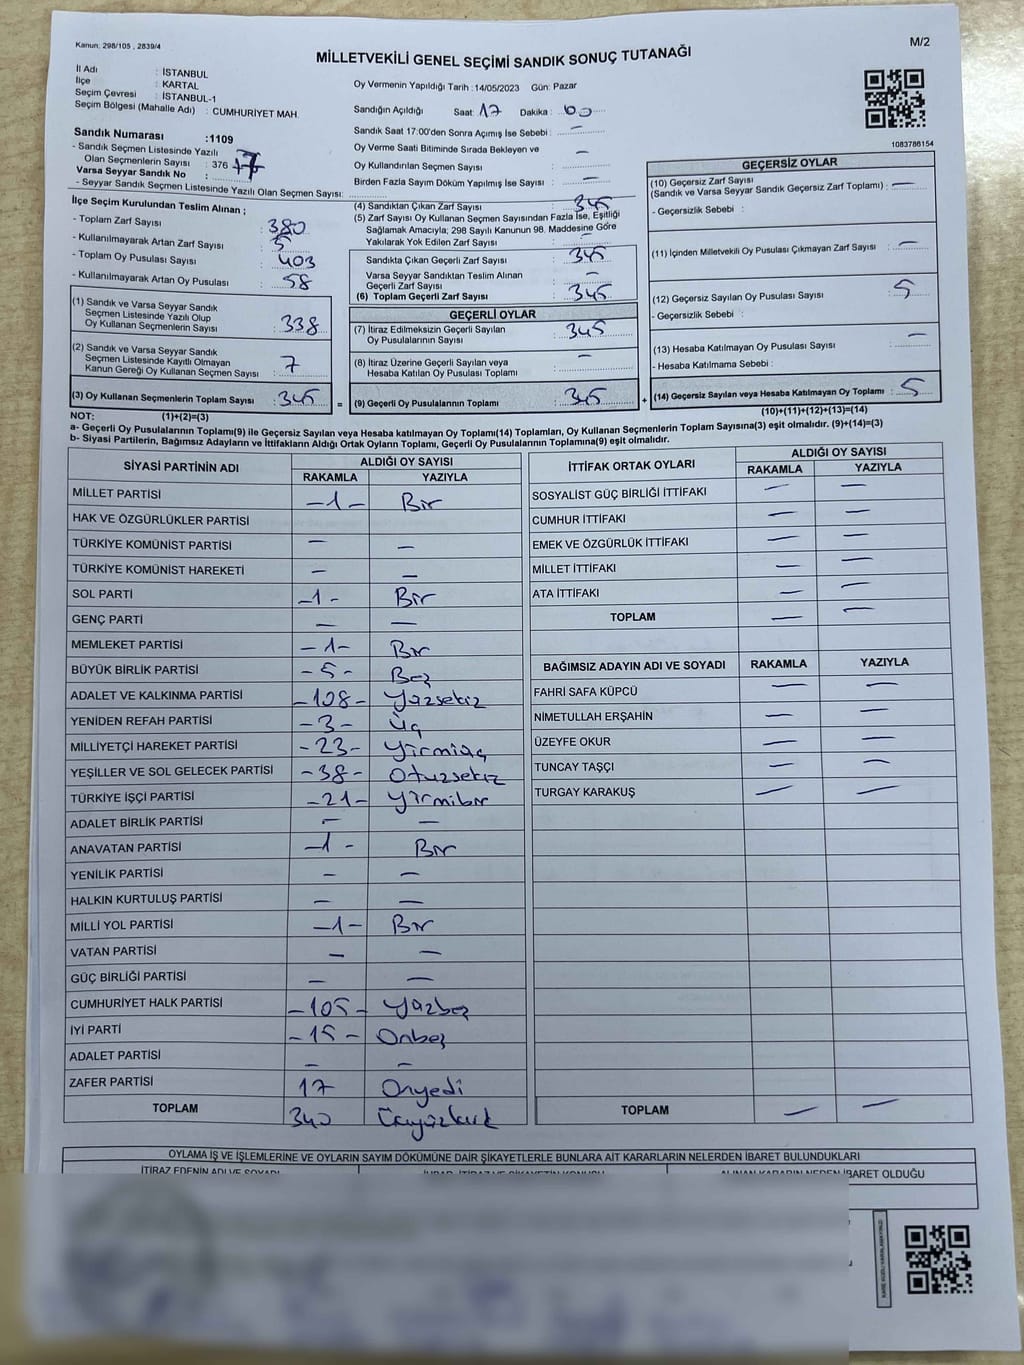 Kanun: 298/105 , 2839/4
M/2
MİLLETVEKİLİ GENEL SEÇİMİ SANDIK SONUÇ TUTANAĞI
İl Adı : İSTANBUL
İlçe : KARTAL
Seçim Çevresi : İSTANBUL-1
Seçim Bölgesi (Mahalle Adı) : CUMHURİYET MAH.
Oy Vermenin Yapıldığı Tarih :14/05/2023 Gün: Pazar
Sandığın Açıldığı Saat: 17 Dakika: 00
Sandık Saat 17:00'den Sonra Açımış İse Sebebi : —
Oy Verme Saati Bitiminde Sırada Bekleyen ve
Oy Kullandırılan Seçmen Sayısı : —
Birden Fazla Sayım Döküm Yapılmış İse Sayısı : —
1083786154
Sandık Numarası :1109
- Sandık Seçmen Listesinde Yazılı
Olan Seçmenlerin Sayısı : 376
Varsa Seyyar Sandık No :
- Seyyar Sandık Seçmen Listesinde Yazılı Olan Seçmen Sayısı:
İlçe Seçim Kurulundan Teslim Alınan ;
- Toplam Zarf Sayısı : 380
- Kullanılmayarak Artan Zarf Sayısı : 5
- Toplam Oy Pusulası Sayısı : 403
- Kullanılmayarak Artan Oy Pusulası : 58
(1) Sandık ve Varsa Seyyar Sandık
Seçmen Listesinde Yazılı Olup
Oy Kullanan Seçmenlerin Sayısı : 338
(2) Sandık ve Varsa Seyyar Sandık
Seçmen Listesinde Kayıtlı Olmayan
Kanun Gereği Oy Kullanan Seçmen Sayısı : 7
(3) Oy Kullanan Seçmenlerin Toplam Sayısı : 345
(4) Sandıktan Çıkan Zarf Sayısı : 345
(5) Zarf Sayısı Oy Kullanan Seçmen Sayısından Fazla İse, Eşitliği
Sağlamak Amacıyla; 298 Sayılı Kanunun 98. Maddesine Göre
Yakılarak Yok Edilen Zarf Sayısı : —
Sandıkta Çıkan Geçerli Zarf Sayısı : 345
Varsa Seyyar Sandıktan Teslim Alınan
Geçerli Zarf Sayısı : —
(6) Toplam Geçerli Zarf Sayısı : 345
GEÇERLİ OYLAR
(7) İtiraz Edilmeksizin Geçerli Sayılan
Oy Pusulalarının Sayısı : 345
(8) İtiraz Üzerine Geçerli Sayılan veya
Hesaba Katılan Oy Pusulası Toplamı : —
= (9) Geçerli Oy Pusulalarının Toplamı : 345
GEÇERSİZ OYLAR
(10) Geçersiz Zarf Sayısı
(Sandık ve Varsa Seyyar Sandık Geçersiz Zarf Toplamı) : —
- Geçersizlik Sebebi :
(11) İçinden Milletvekili Oy Pusulası Çıkmayan Zarf Sayısı : —
(12) Geçersiz Sayılan Oy Pusulası Sayısı : 5
- Geçersizlik Sebebi :
(13) Hesaba Katılmayan Oy Pusulası Sayısı : —
- Hesaba Katılmama Sebebi :
+ (14) Geçersiz Sayılan veya Hesaba Katılmayan Oy Toplamı : 5
NOT: (1)+(2)=(3) (10)+(11)+(12)+(13)=(14)
a- Geçerli Oy Pusulalarının Toplamı(9) ile Geçersiz Sayılan veya Hesaba katılmayan Oy Toplamı(14) Toplamları, Oy Kullanan Seçmenlerin Toplam Sayısına(3) eşit olmalıdır. (9)+(14)=(3)
b- Siyasi Partilerin, Bağımsız Adayların ve İttifakların Aldığı Ortak Oyların Toplamı, Geçerli Oy Pusulalarının Toplamına(9) eşit olmalıdır.
SİYASİ PARTİNİN ADI ALDIĞI OY SAYISI
RAKAMLA YAZIYLA
MİLLET PARTİSİ -1- Bir
HAK VE ÖZGÜRLÜKLER PARTİSİ
TÜRKİYE KOMÜNİST PARTİSİ — —
TÜRKİYE KOMÜNİST HAREKETİ — —
SOL PARTİ -1- Bir
GENÇ PARTİ — —
MEMLEKET PARTİSİ -1- Bir
BÜYÜK BİRLİK PARTİSİ -5- Beş
ADALET VE KALKINMA PARTİSİ -108- Yüzsekiz
YENİDEN REFAH PARTİSİ -3- Üç
MİLLİYETÇİ HAREKET PARTİSİ -23- Yirmiüç
YEŞİLLER VE SOL GELECEK PARTİSİ -38- Otuzsekiz
TÜRKİYE İŞÇİ PARTİSİ -21- Yirmibir
ADALET BİRLİK PARTİSİ — —
ANAVATAN PARTİSİ -1- Bir
YENİLİK PARTİSİ — —
HALKIN KURTULUŞ PARTİSİ — —
MİLLİ YOL PARTİSİ -1- Bir
VATAN PARTİSİ — —
GÜÇ BİRLİĞİ PARTİSİ — —
CUMHURİYET HALK PARTİSİ -105- Yüzbeş
İYİ PARTİ -15- Onbeş
ADALET PARTİSİ — —
ZAFER PARTİSİ 17 Onyedi
TOPLAM 340 Üçyüzkırk
İTTİFAK ORTAK OYLARI ALDIĞI OY SAYISI
RAKAMLA YAZIYLA
SOSYALİST GÜÇ BİRLİĞİ İTTİFAKI — —
CUMHUR İTTİFAKI — —
EMEK VE ÖZGÜRLÜK İTTİFAKI — —
MİLLET İTTİFAKI — —
ATA İTTİFAKI — —
TOPLAM — —
BAĞIMSIZ ADAYIN ADI VE SOYADI RAKAMLA YAZIYLA
FAHRİ SAFA KÜPCÜ — —
NİMETULLAH ERŞAHİN — —
ÜZEYFE OKUR — —
TUNCAY TAŞÇI — —
TURGAY KARAKUŞ — —
TOPLAM — —
OYLAMA İŞ VE İŞLEMLERİNE VE OYLARIN SAYIM DÖKÜMÜNE DAİR ŞİKAYETLERLE BUNLARA AİT KARARLARIN NELERDEN İBARET BULUNDUKLARI
İTİRAZ EDENİN ADI VE SOYADI ALINAN KARARIN NEDEN İBARET OLDUĞU